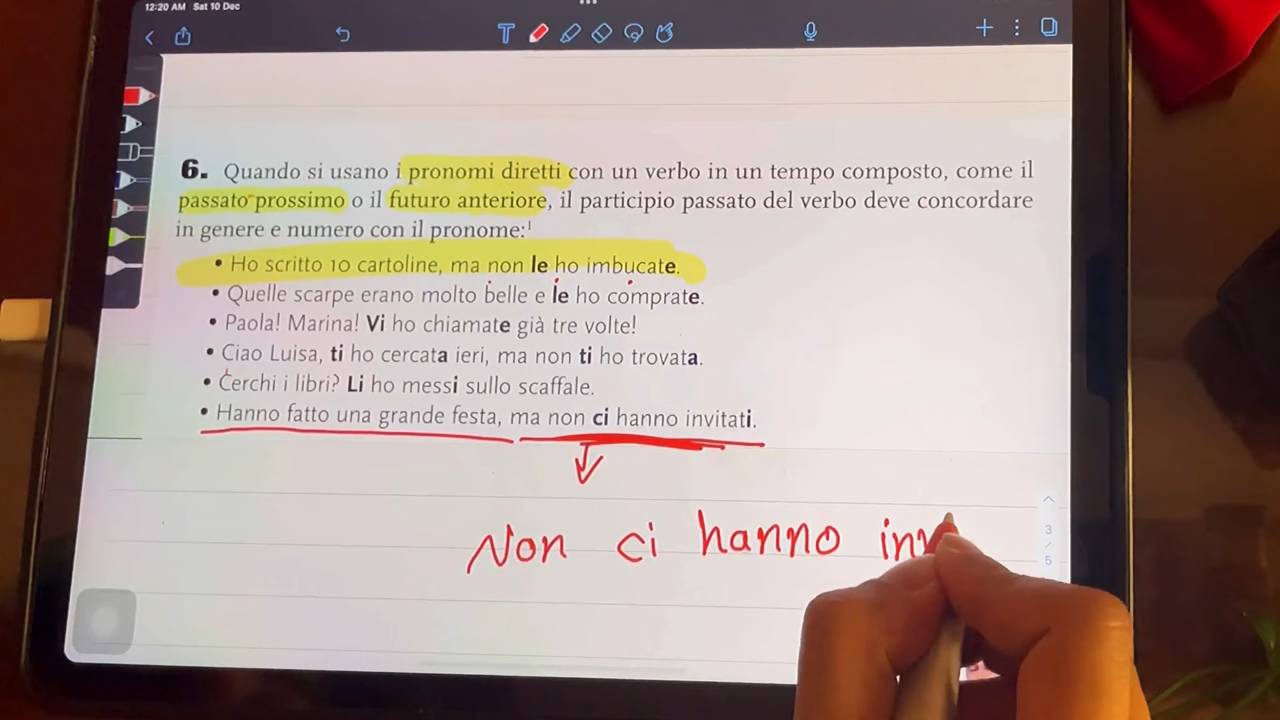 12:20 AM Sat 10 Dec
6. Quando si usano i pronomi diretti con un verbo in un tempo composto, come il
passato prossimo o il futuro anteriore, il participio passato del verbo deve concordare
in genere e numero con il pronome:¹
• Ho scritto 10 cartoline, ma non le ho imbucate.
• Quelle scarpe erano molto belle e le ho comprate.
• Paola! Marina! Vi ho chiamate già tre volte!
• Ciao Luisa, ti ho cercata ieri, ma non ti ho trovata.
• Cerchi i libri? Li ho messi sullo scaffale.
• Hanno fatto una grande festa, ma non ci hanno invitati.
3
/
5
Non ci hanno inv